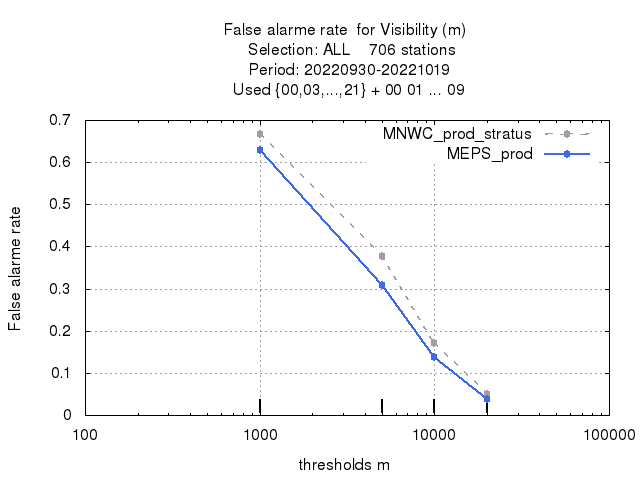 False alarme rate  for Visibility (m)
Selection: ALL    706 stations
Period: 20220930-20221019
Used {00,03,...,21} + 00 01 ... 09
MNWC_prod_stratus
MEPS_prod
False alarme rate
0.7
0.6
0.5
0.4
0.3
0.2
0.1
0
100
1000
10000
100000
thresholds m